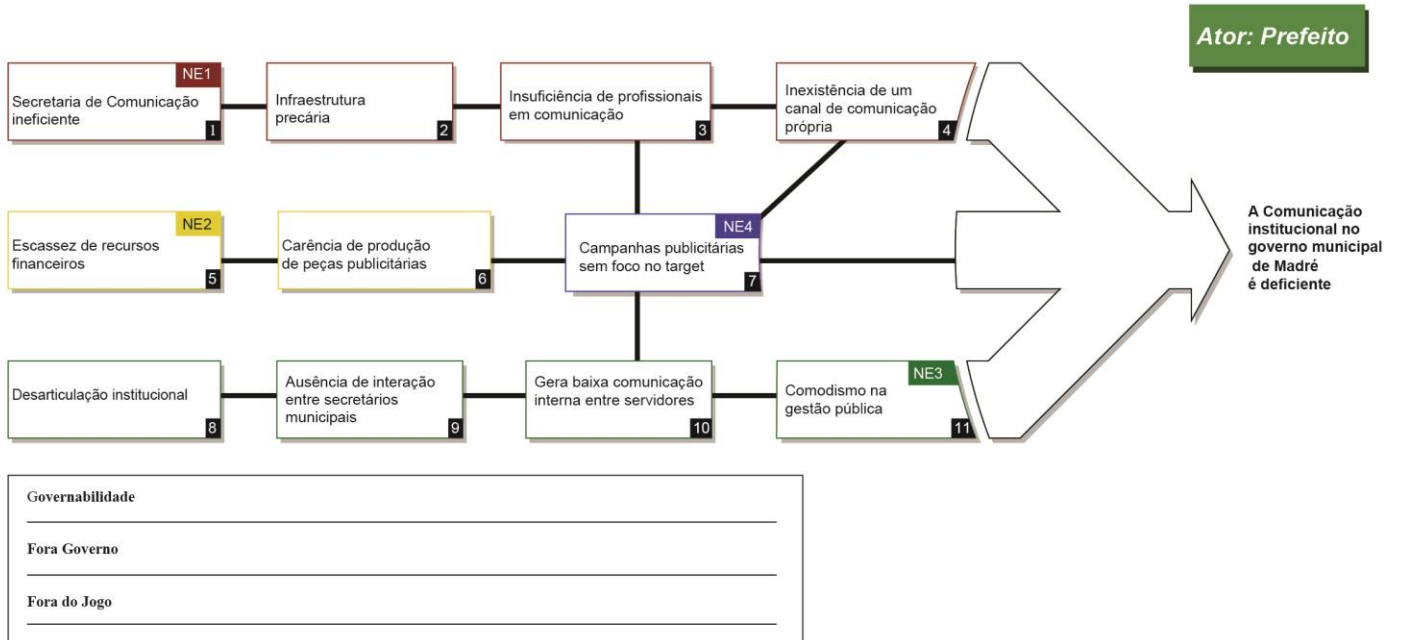 Ator: Prefeito
NE1
Secretaria de Comunicação
ineficiente
1
Infraestrutura
precária
2
Insuficiência de profissionais
em comunicação
3
Inexistência de um
canal de comunicação
própria
4
NE2
Escassez de recursos
financeiros
5
Carência de produção
de peças publicitárias
6
NE4
Campanhas publicitárias
sem foco no target
7
A Comunicação
institucional no
governo municipal
de Madré
é deficiente
Desarticulação institucional
8
Ausência de interação
entre secretários
municipais
9
Gera baixa comunicação
interna entre servidores
10
NE3
Comodismo na
gestão pública
11
Governabilidade
Fora Governo
Fora do Jogo